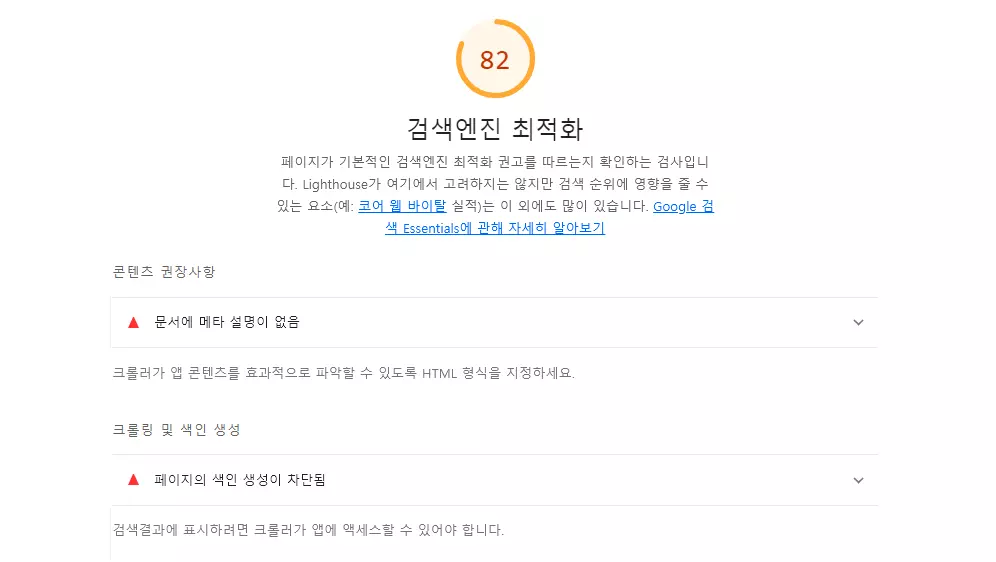 82
검색엔진 최적화
페이지가 기본적인 검색엔진 최적화 권고를 따르는지 확인하는 검사입니
다. Lighthouse가 여기에서 고려하지는 않지만 검색 순위에 영향을 줄 수
있는 요소(예: 코어 웹 바이탈 실적)는 이 외에도 많이 있습니다. Google 검
색 Essentials에 관해 자세히 알아보기
콘텐츠 권장사항
문서에 메타 설명이 없음
크롤러가 앱 콘텐츠를 효과적으로 파악할 수 있도록 HTML 형식을 지정하세요.
크롤링 및 색인 생성
페이지의 색인 생성이 차단됨
검색결과에 표시하려면 크롤러가 앱에 액세스할 수 있어야 합니다.